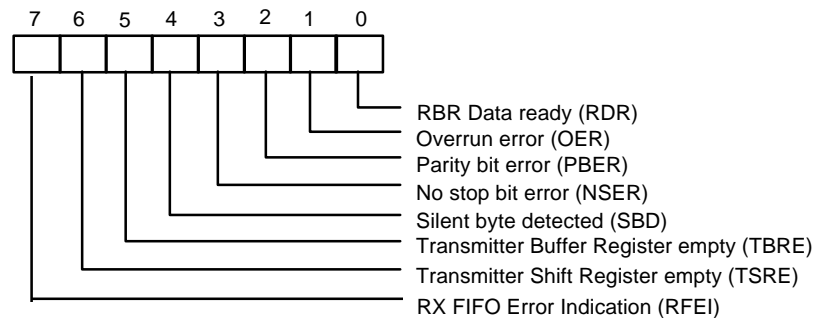 7 6 5 4 3 2 1 0
RBR Data ready (RDR)
Overrun error (OER)
Parity bit error (PBER)
No stop bit error (NSER)
Silent byte detected (SBD)
Transmitter Buffer Register empty (TBRE)
Transmitter Shift Register empty (TSRE)
RX FIFO Error Indication (RFEI)